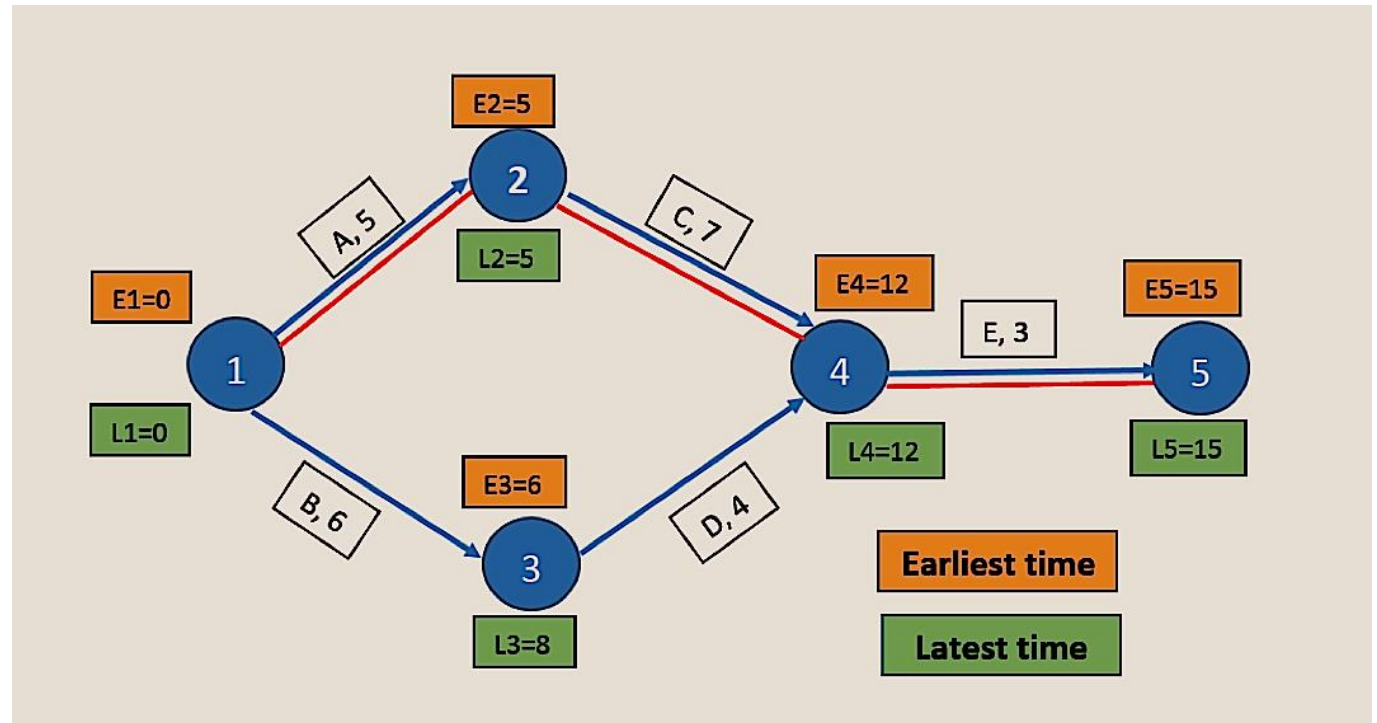 E2=5
2
A, 5
C, 7
L2=5
E1=0
E4=12
E5=15
E, 3
1
4
5
L1=0
L4=12
L5=15
E3=6
B, 6
D, 4
3
Earliest time
L3=8
Latest time